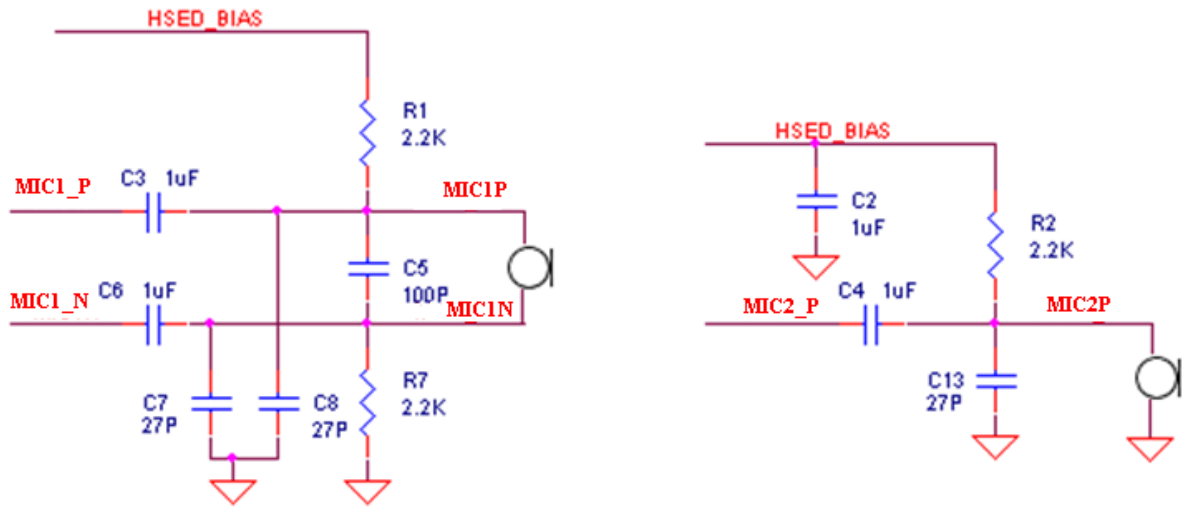 HSED_BIAS
R1
2.2K
C3 1uF
MIC1_P
MIC1P
C5
100P
C6 1uF
MIC1_N
MIC1N
C7
27P
C8
27P
R7
2.2K
HSED_BIAS
C2
1uF
R2
2.2K
C4 1uF
MIC2_P
MIC2P
C13
27P